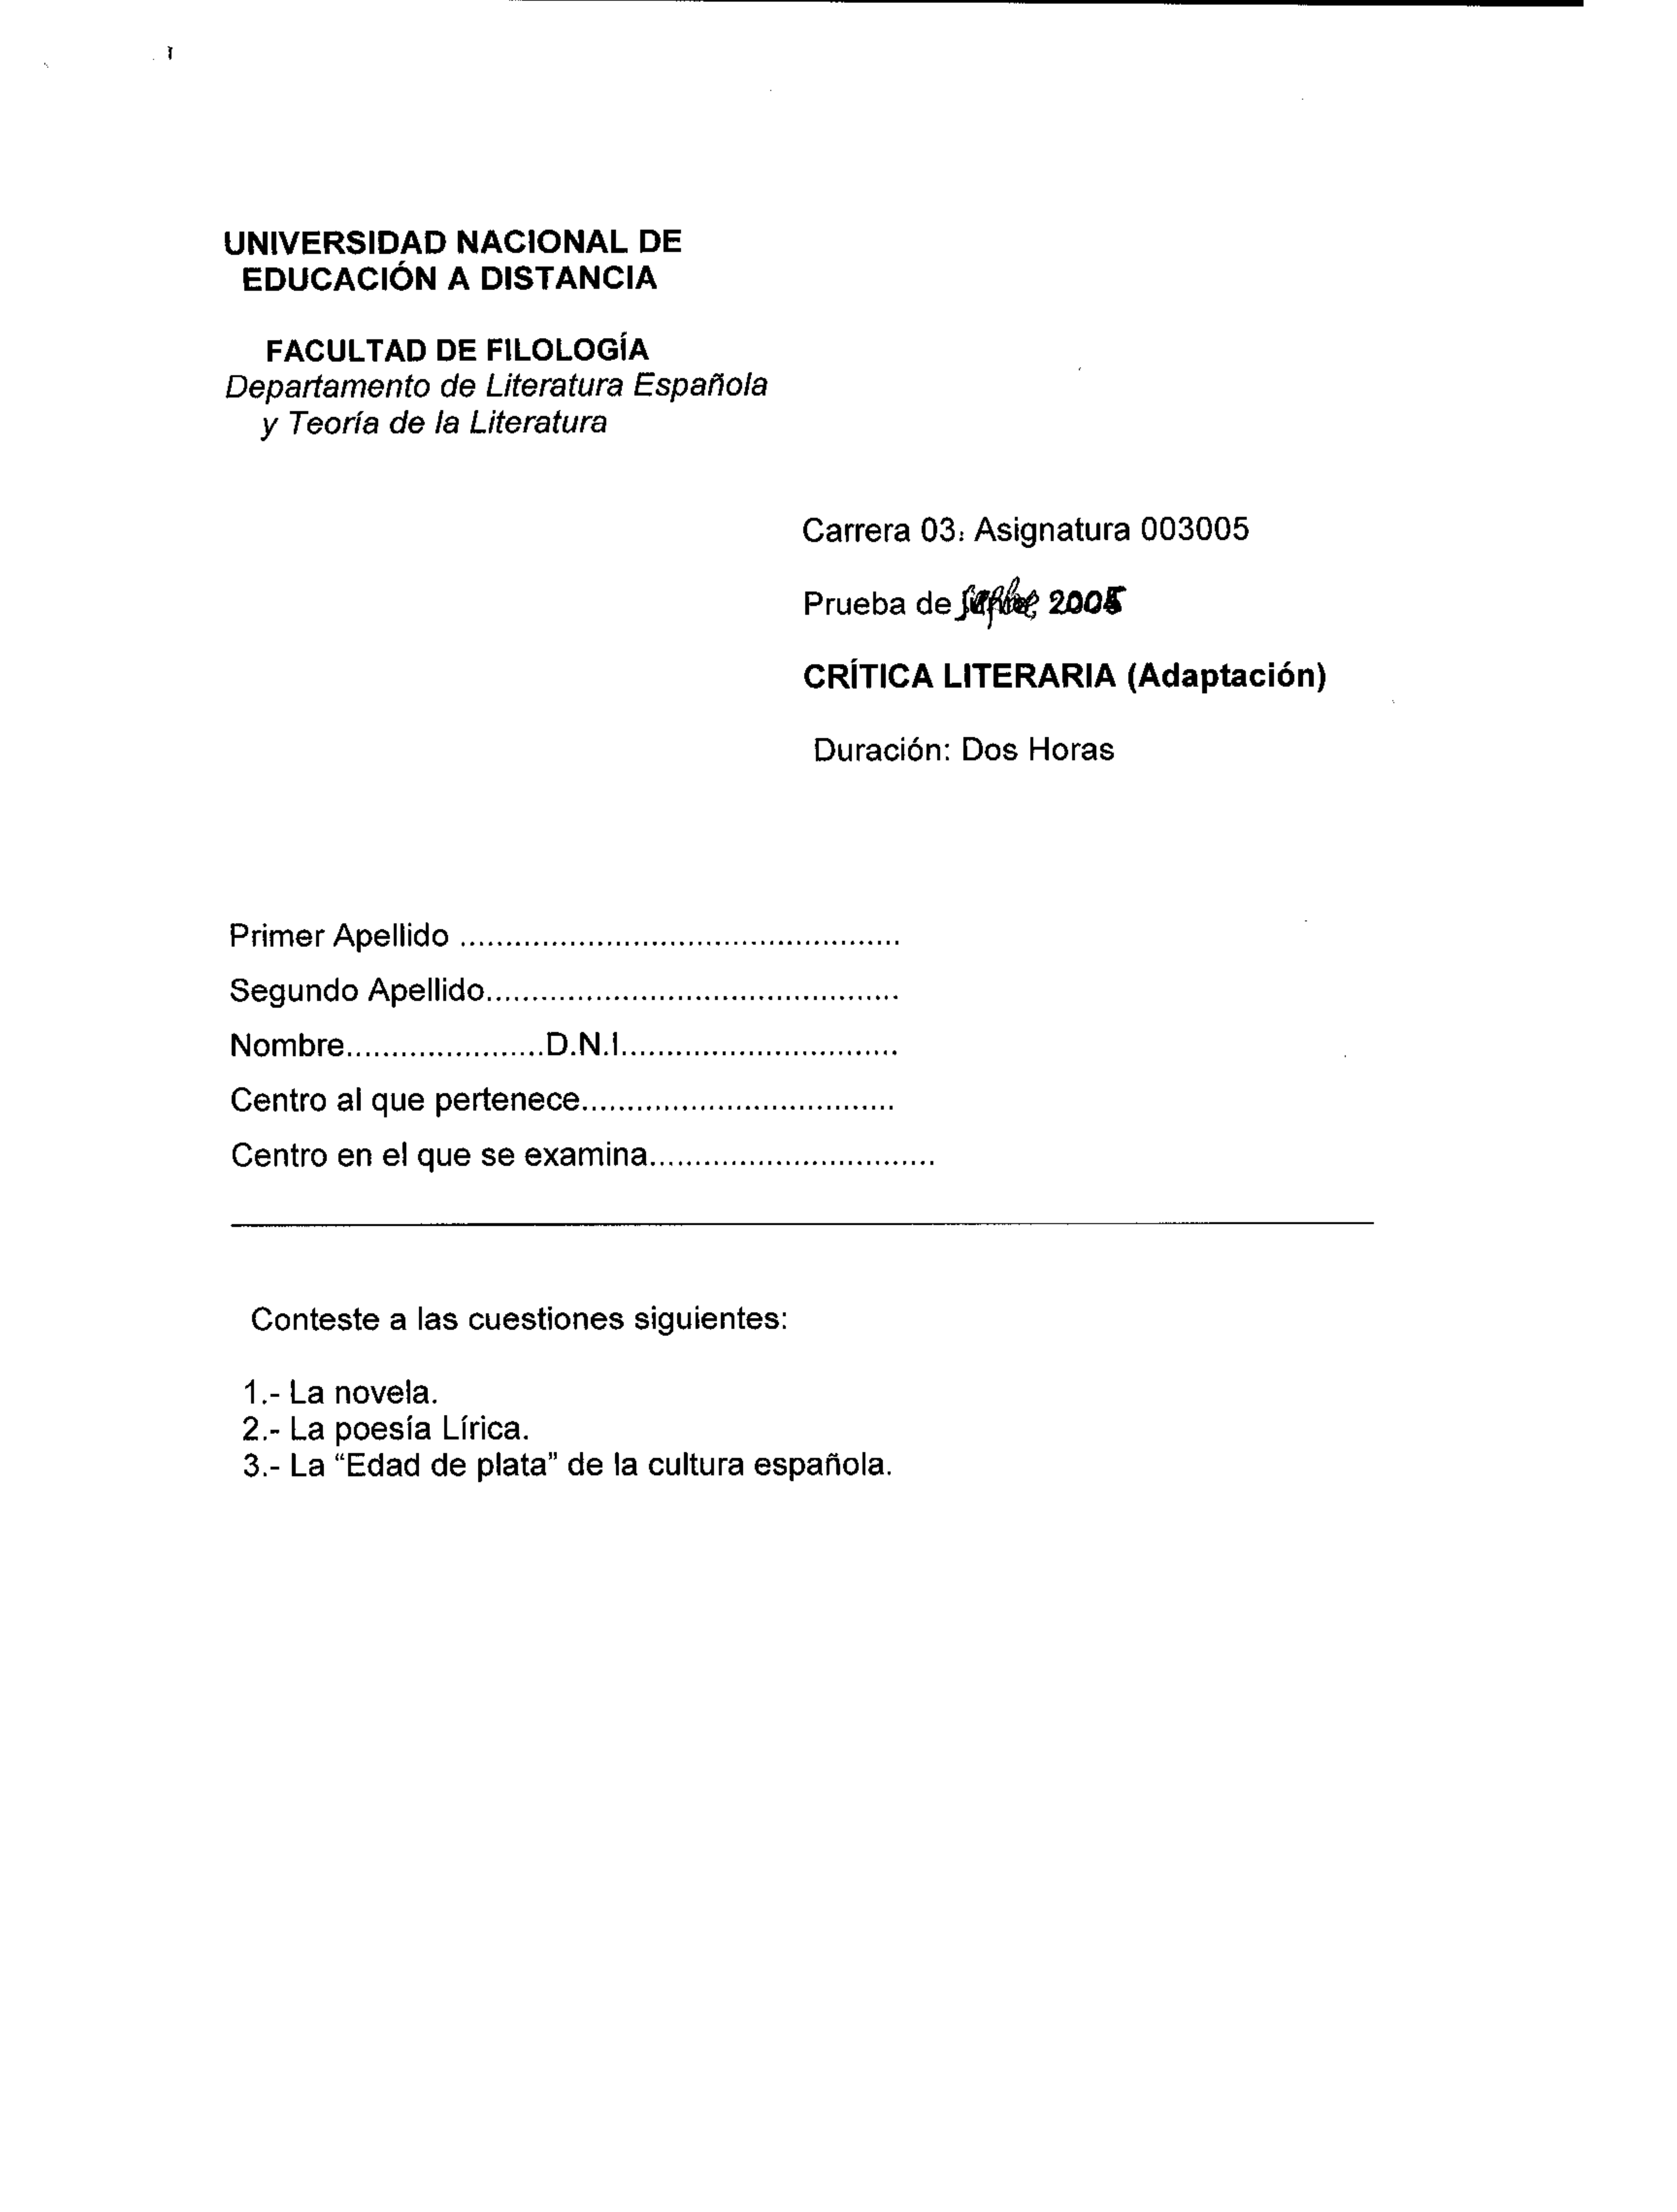 UNIVERSIDAD NACIONAL DE
EDUCACIÓN A DISTANCIA
FACULTAD DE FILOLOGÍA
Departamento de Literatura Española
y Teoría de la Literatura
Carrera 03: Asignatura 003005
Prueba de
CRÍTICA LITERARIA (Adaptación)
Duración: Dos Horas
Primer Apellido ................................................
Segundo Apellido.............................................
Nombre......................D.N.I..............................
Centro al que pertenece..................................
Centro en el que se examina...............................
Conteste a las cuestiones siguientes:
1.- La novela.
2.- La poesía Lírica.
3.- La “Edad de plata” de la cultura española.